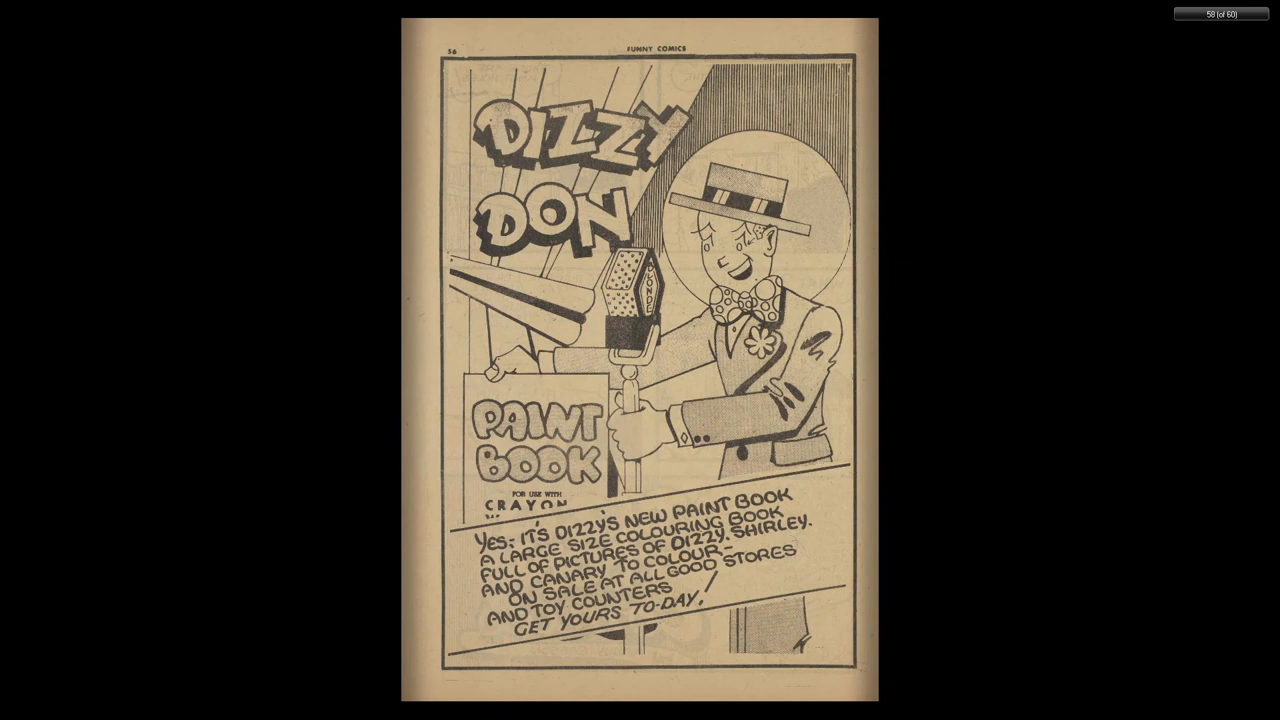 58 (of 60)
56
FUNNY COMICS
DIZZY
DON
PAINT
BOOK
FOR USE WITH
CRAYON
YES - IT'S DIZZY'S NEW PAINT BOOK
A LARGE SIZE COLOURING BOOK
FULL OF PICTURES OF DIZZY. SHIRLEY.
AND CANARY TO COLOUR -
ON SALE AT ALL GOOD STORES
AND TOY COUNTERS
GET YOURS TO-DAY!